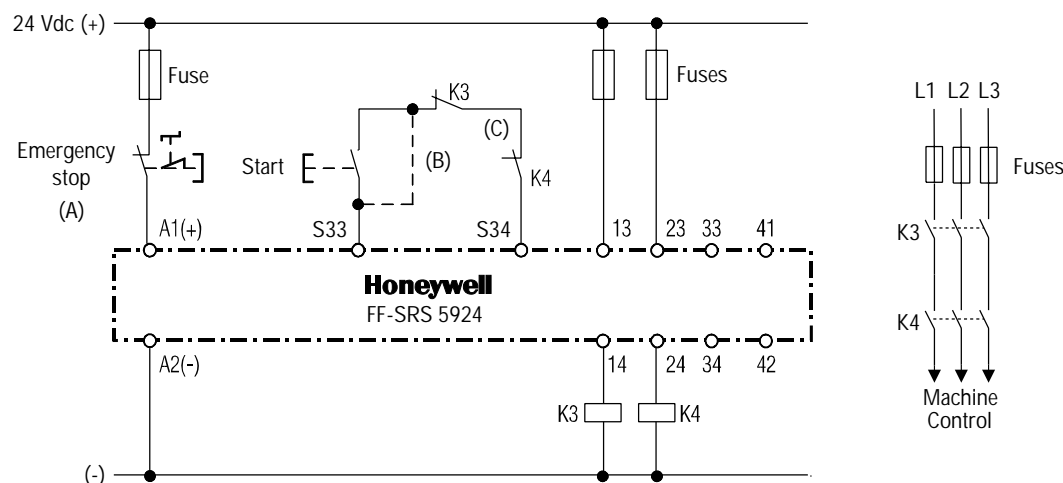 24 Vdc (+)
Fuse
Fuses
K3
(C)
L1 L2 L3
Emergency
stop
(A)
Start
(B)
K4
Fuses
A1(+) S33 S34 13 23 33 41
K3
Honeywell
FF-SRS 5924
K4
A2(-) 14 24 34 42
K3 K4
Machine
Control
(-)